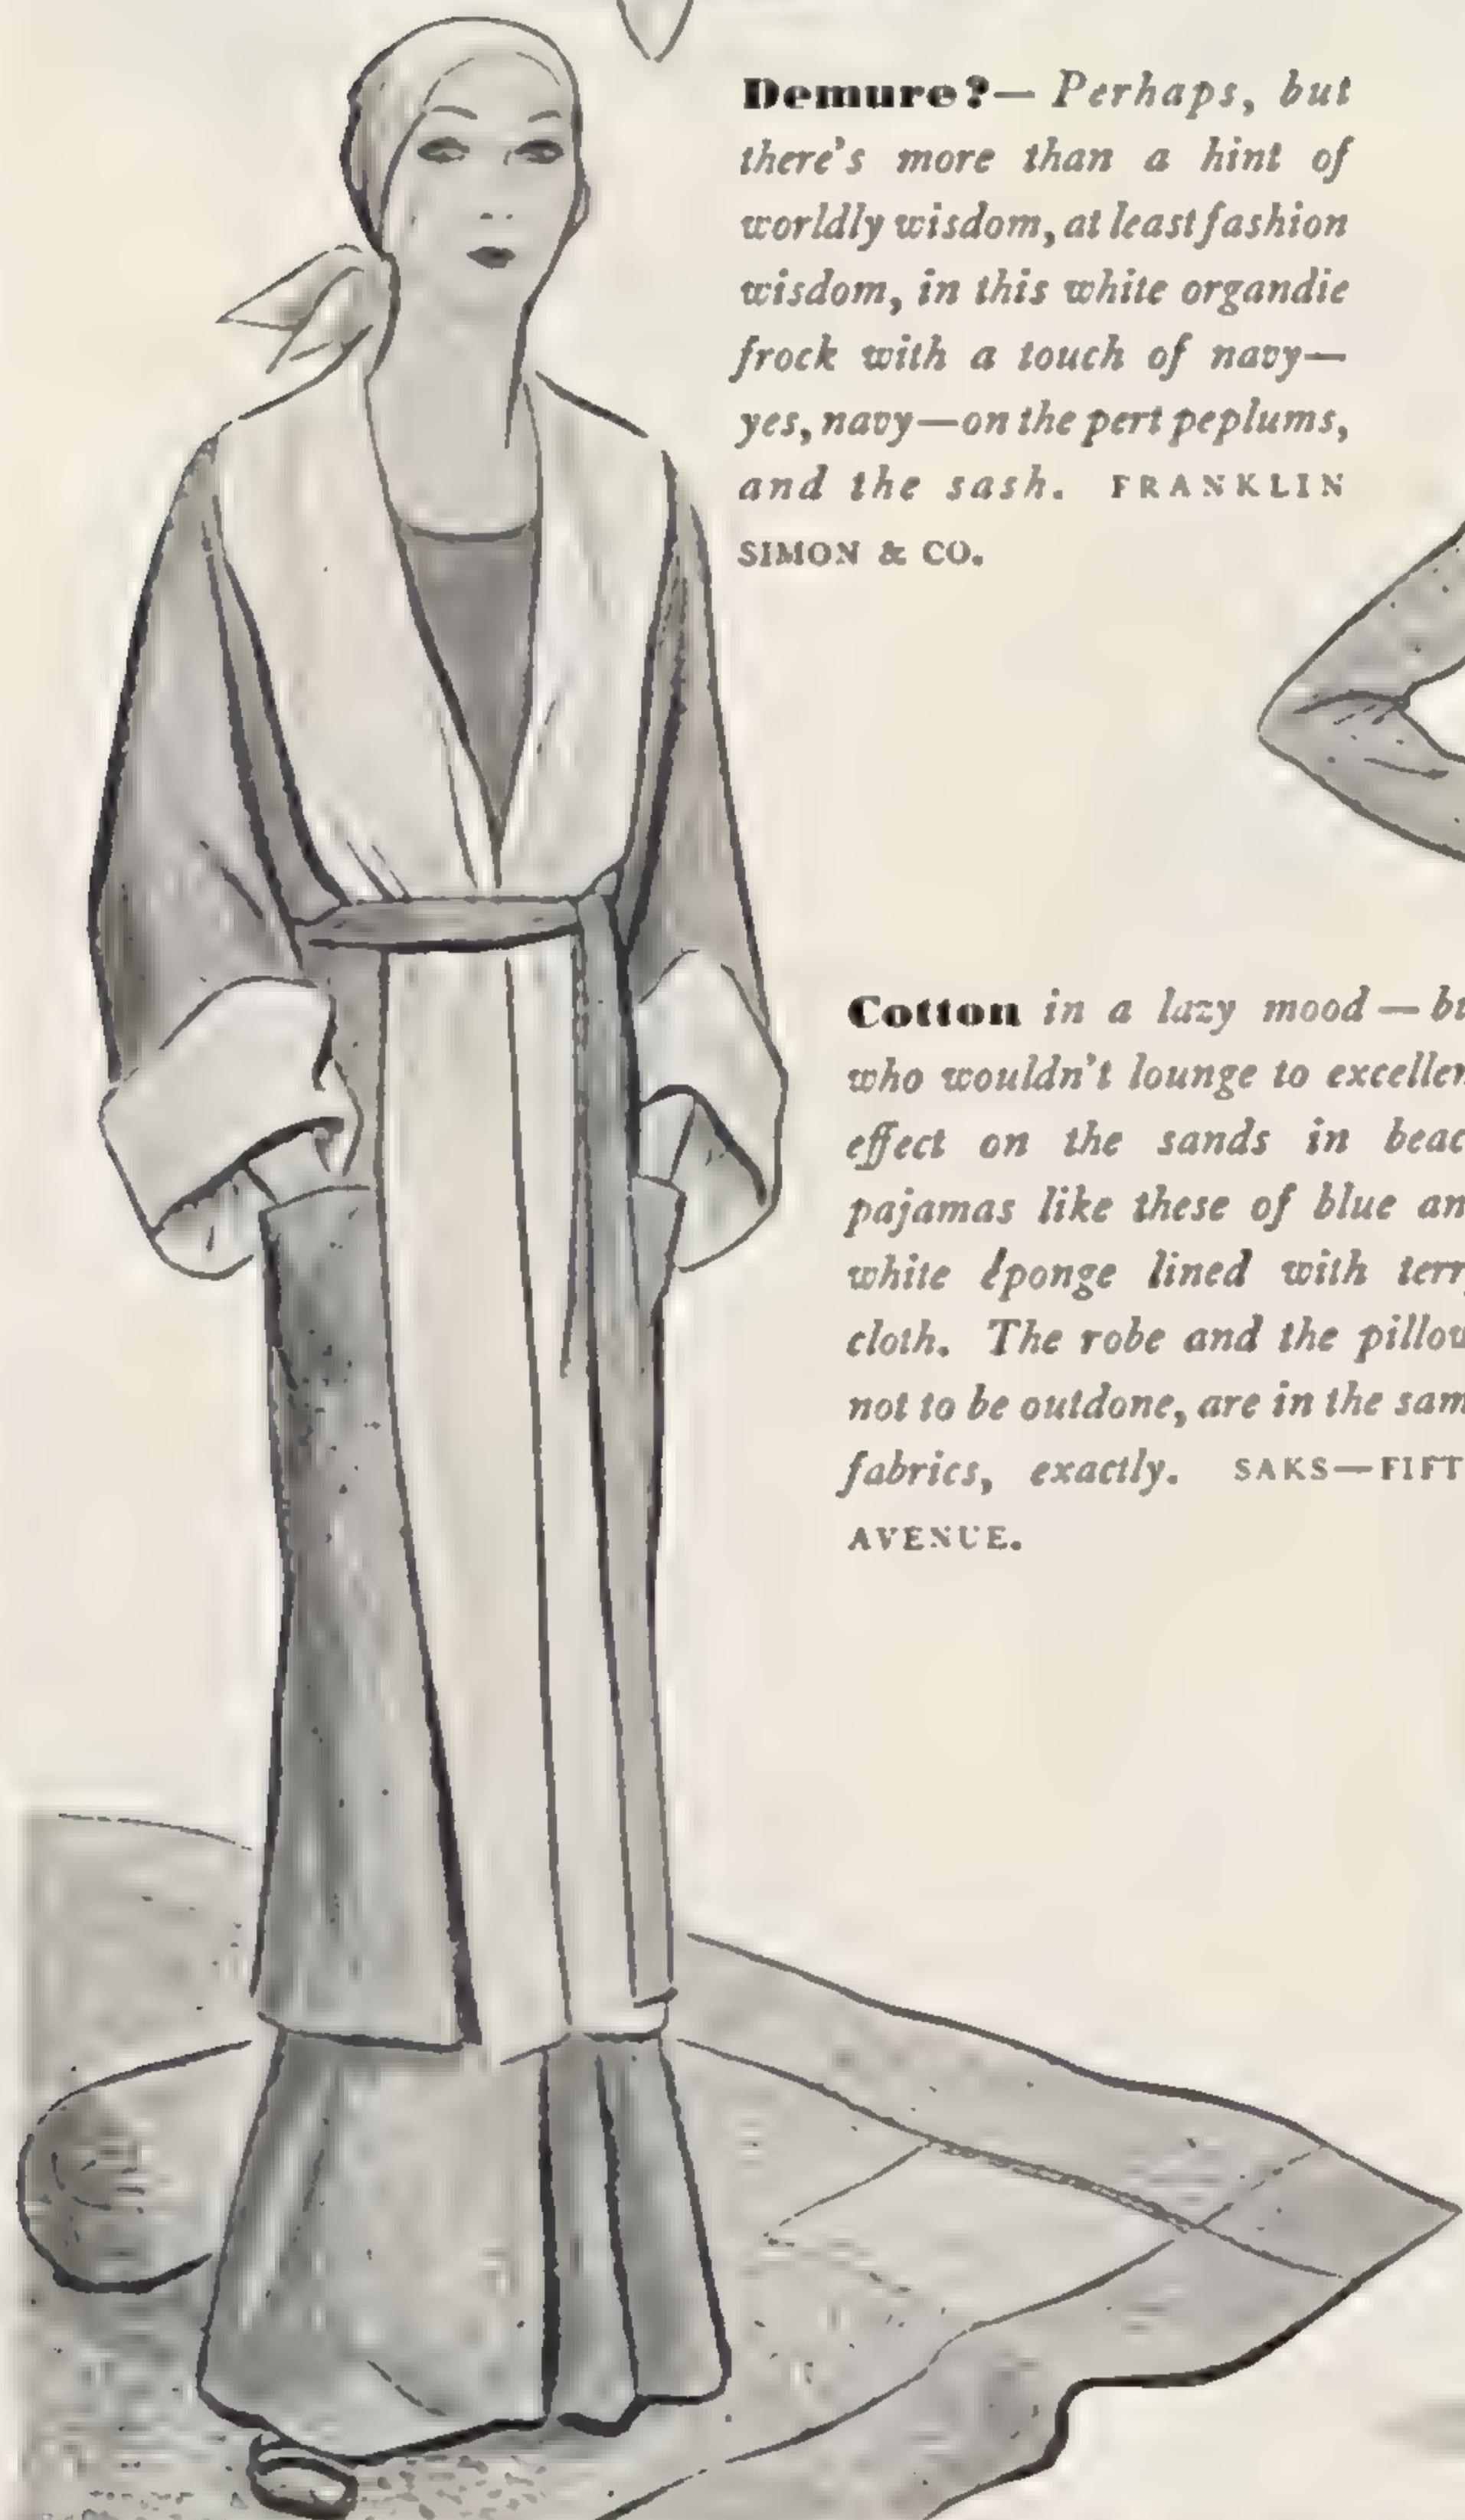 Demure?— Perhaps, but
there's more than a hint of
worldly wisdom, at least fashion
wisdom, in this white organdie
frock with a touch of navy—
yes, navy—on the pert peplums,
and the sash. FRANKLIN
SIMON & CO.
Cotton in a lazy mood—
who wouldn't lounge to
effect on the sands in
pajamas like these of blue
white éponge lined with
cloth. The robe and the
not to be outdone, are in the
fabrics, exactly. SAKS—
AVENUE.